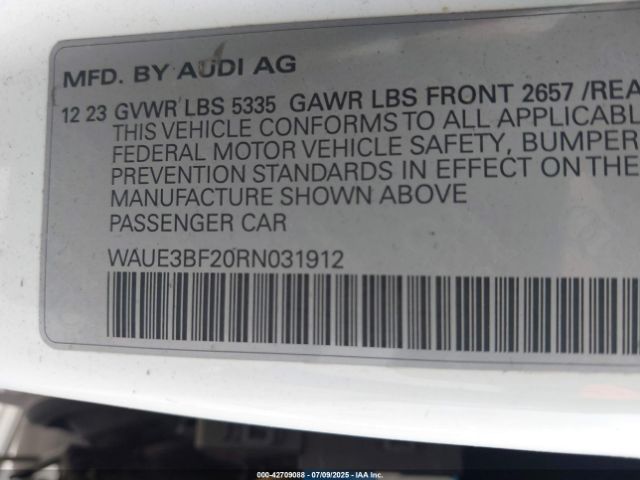 MFD. BY AUDI AG
12 23 GVWR LBS 5335 GAWR LBS FRONT 2657 /REA
THIS VEHICLE CONFORMS TO ALL APPLICABLE
FEDERAL MOTOR VEHICLE SAFETY, BUMPER
PREVENTION STANDARDS IN EFFECT ON THE
MANUFACTURE SHOWN ABOVE
PASSENGER CAR
WAUE3BF20RN031912
000-42709088 - 07/09/2025 - IAA Inc.